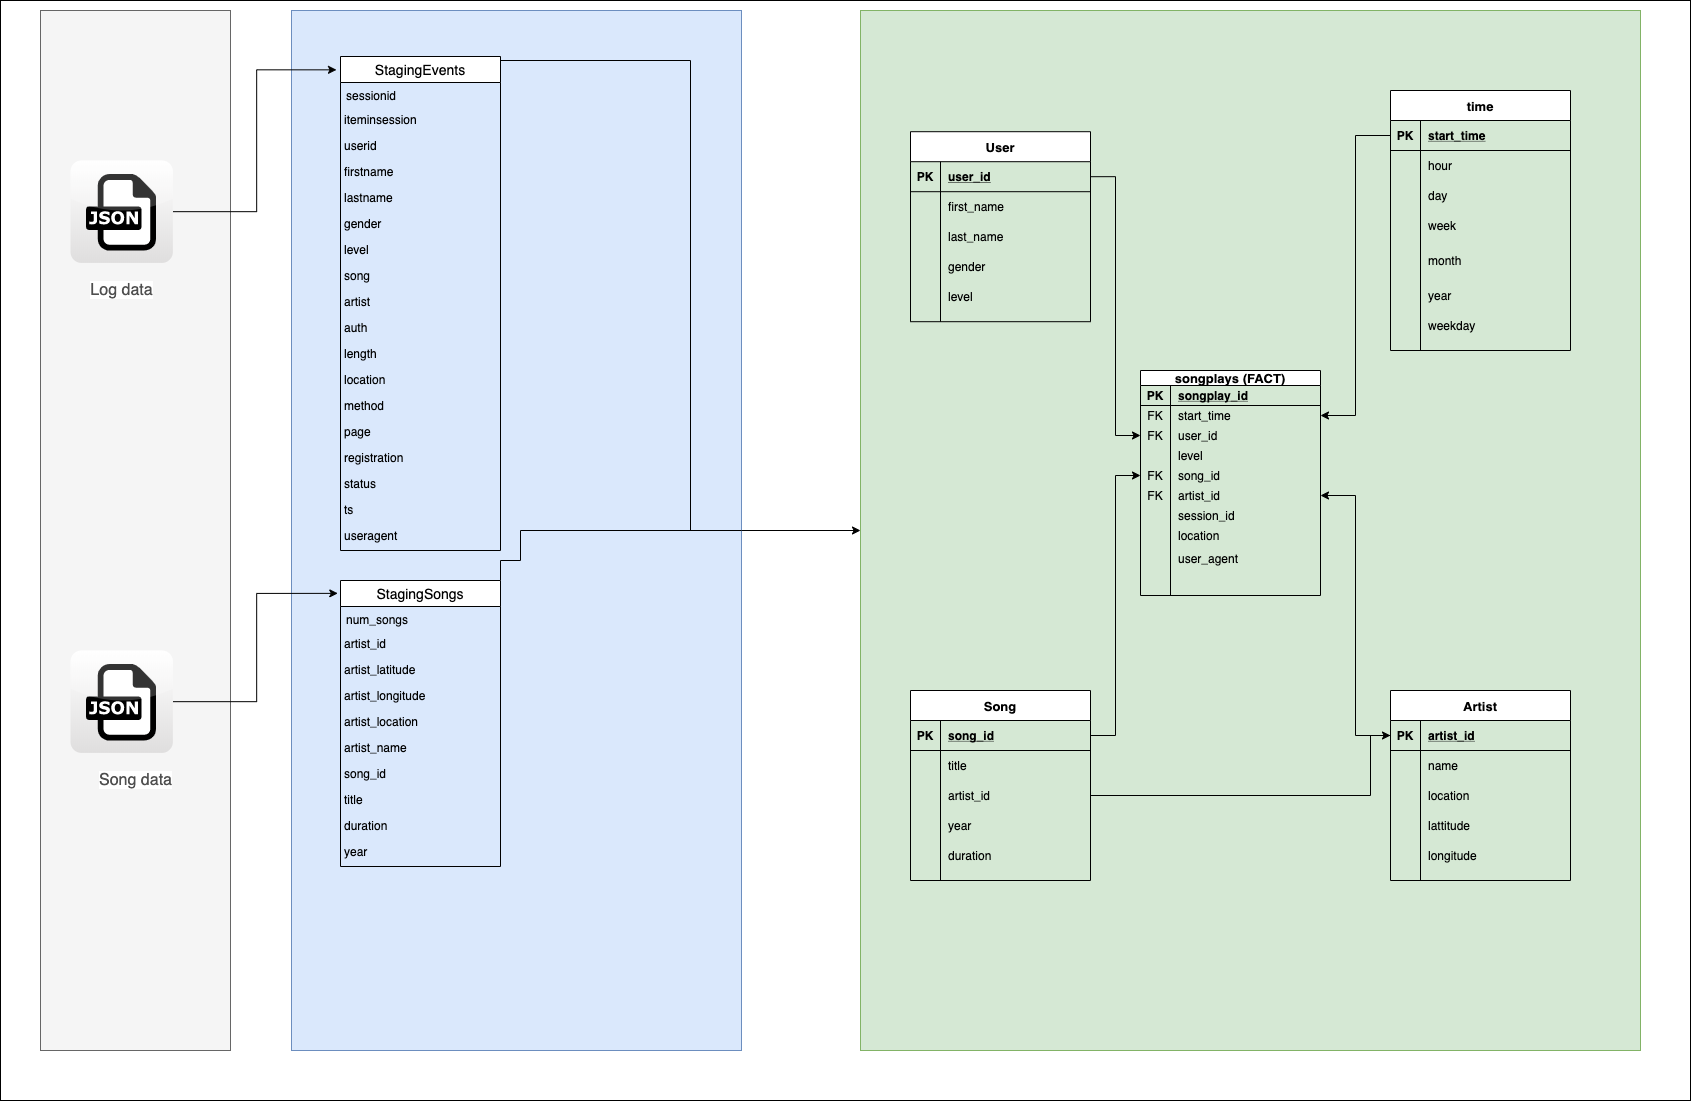 JSON
Log data
JSON
Song data
StagingEvents
sessionid
iteminsession
userid
firstname
lastname
gender
level
song
artist
auth
length
location
method
page
registration
status
ts
useragent
StagingSongs
num_songs
artist_id
artist_latitude
artist_longitude
artist_location
artist_name
song_id
title
duration
year
User
PK user_id
first_name
last_name
gender
level
time
PK start_time
hour
day
week
month
year
weekday
songplays (FACT)
PK songplay_id
FK start_time
FK user_id
level
FK song_id
FK artist_id
session_id
location
user_agent
Song
PK song_id
title
artist_id
year
duration
Artist
PK artist_id
name
location
lattitude
longitude